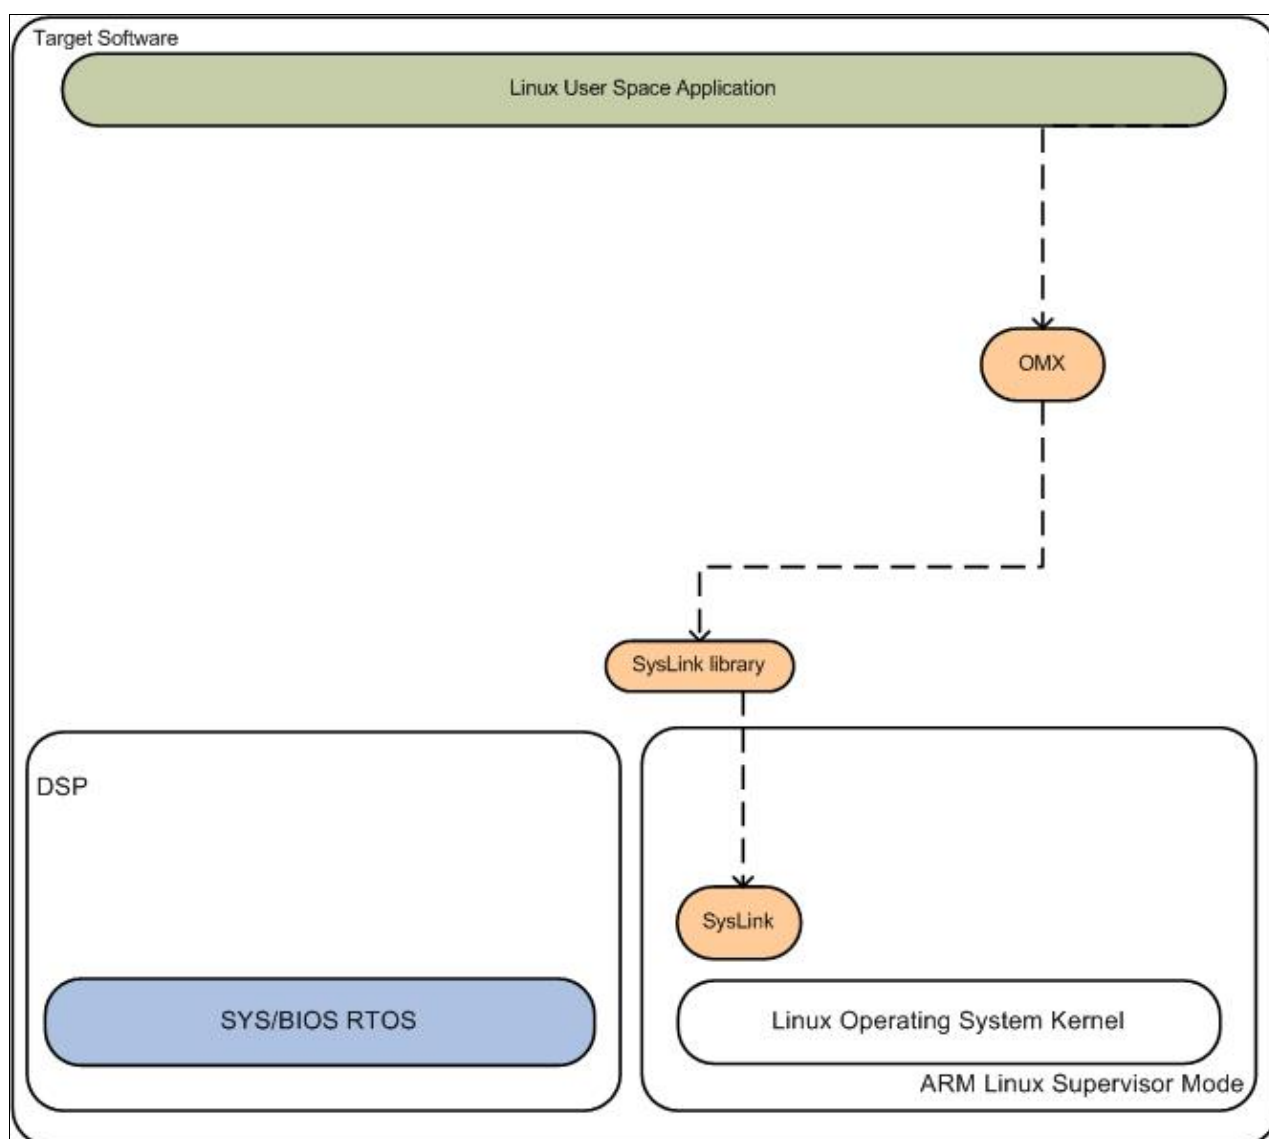 Target Software
Linux User Space Application
OMX
SysLink library
DSP
SysLink
SYS/BIOS RTOS
Linux Operating System Kernel
ARM Linux Supervisor Mode